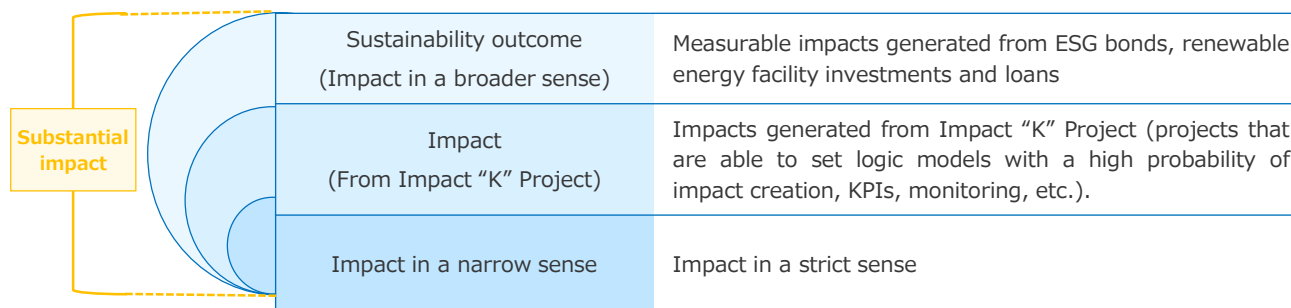 Substantial
impact
Sustainability outcome
(Impact in a broader sense)
Measurable impacts generated from ESG bonds, renewable
energy facility investments and loans
Impact
(From Impact “K” Project)
Impacts generated from Impact “K” Project (projects that
are able to set logic models with a high probability of
impact creation, KPIs, monitoring, etc.).
Impact in a narrow sense
Impact in a strict sense